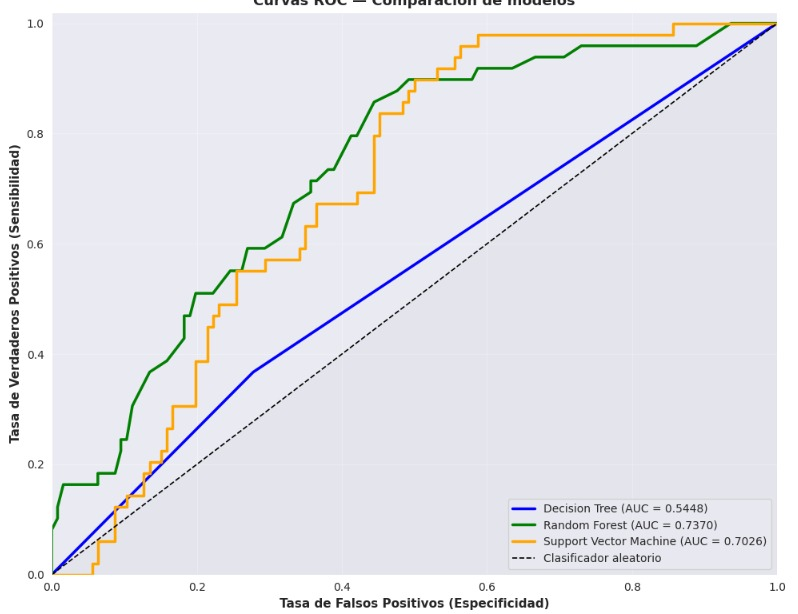 Curvas ROC — Comparación de modelos
1.0
0.8
0.6
0.4
0.2
0.0
Tasa de Verdaderos Positivos (Sensibilidad)
Decision Tree (AUC = 0.5448)
Random Forest (AUC = 0.7370)
Support Vector Machine (AUC = 0.7026)
Clasificador aleatorio
0.0 0.2 0.4 0.6 0.8 1.0
Tasa de Falsos Positivos (Especificidad)